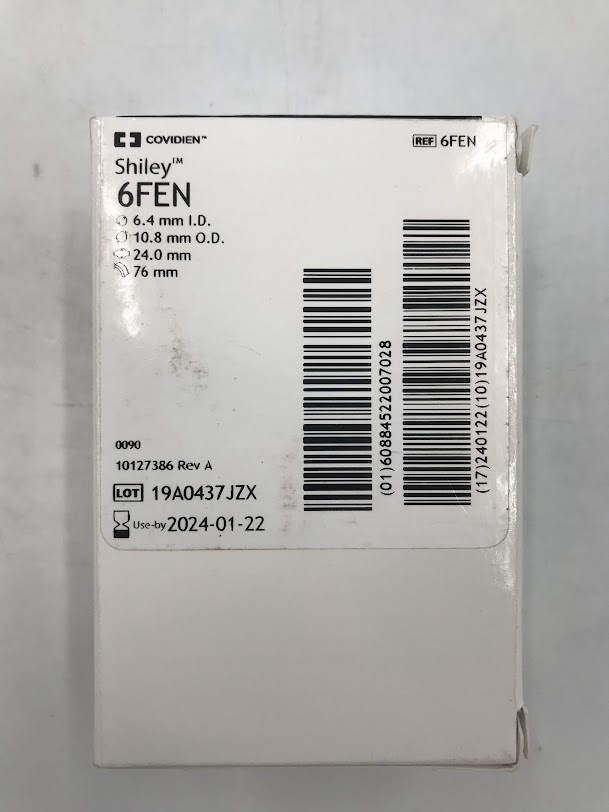 COVIDIEN™
REF 6FEN
Shiley™
6FEN
6.4 mm I.D.
10.8 mm O.D.
24.0 mm
76 mm
(01)60884522007028
(17)240122(10)19A0437JZX
0090
10127386 Rev A
LOT 19A0437JZX
Use-by 2024-01-22